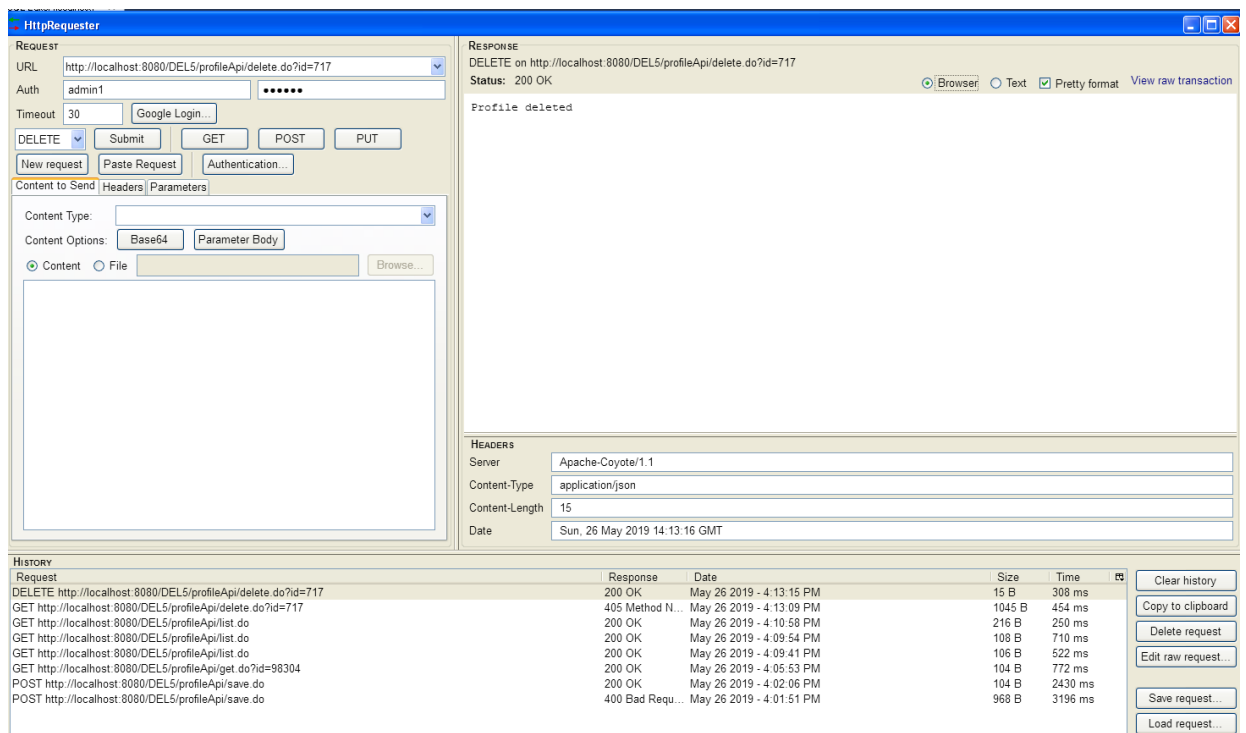 HttpRequester
REQUEST
URL http://localhost:8080/DEL5/profileApi/delete.do?id=717
Auth admin1 ••••••
Timeout 30 Google Login...
DELETE Submit GET POST PUT
New request Paste Request Authentication...
Content to Send Headers Parameters
Content Type:
Content Options: Base64 Parameter Body
Content File Browse...
RESPONSE
DELETE on http://localhost:8080/DEL5/profileApi/delete.do?id=717
Status: 200 OK Browser Text Pretty format View raw transaction
Profile deleted
HEADERS
Server Apache-Coyote/1.1
Content-Type application/json
Content-Length 15
Date Sun, 26 May 2019 14:13:16 GMT
HISTORY
Request Response Date Size Time
DELETE http://localhost:8080/DEL5/profileApi/delete.do?id=717 200 OK May 26 2019 - 4:13:15 PM 15 B 308 ms
GET http://localhost:8080/DEL5/profileApi/delete.do?id=717 405 Method N... May 26 2019 - 4:13:09 PM 1045 B 454 ms
GET http://localhost:8080/DEL5/profileApi/list.do 200 OK May 26 2019 - 4:10:58 PM 216 B 250 ms
GET http://localhost:8080/DEL5/profileApi/list.do 200 OK May 26 2019 - 4:09:54 PM 108 B 710 ms
GET http://localhost:8080/DEL5/profileApi/list.do 200 OK May 26 2019 - 4:09:41 PM 106 B 522 ms
GET http://localhost:8080/DEL5/profileApi/get.do?id=98304 200 OK May 26 2019 - 4:05:53 PM 104 B 772 ms
POST http://localhost:8080/DEL5/profileApi/save.do 200 OK May 26 2019 - 4:02:06 PM 104 B 2430 ms
POST http://localhost:8080/DEL5/profileApi/save.do 400 Bad Requ... May 26 2019 - 4:01:51 PM 968 B 3196 ms
Clear history
Copy to clipboard
Delete request
Edit raw request...
Save request...
Load request...